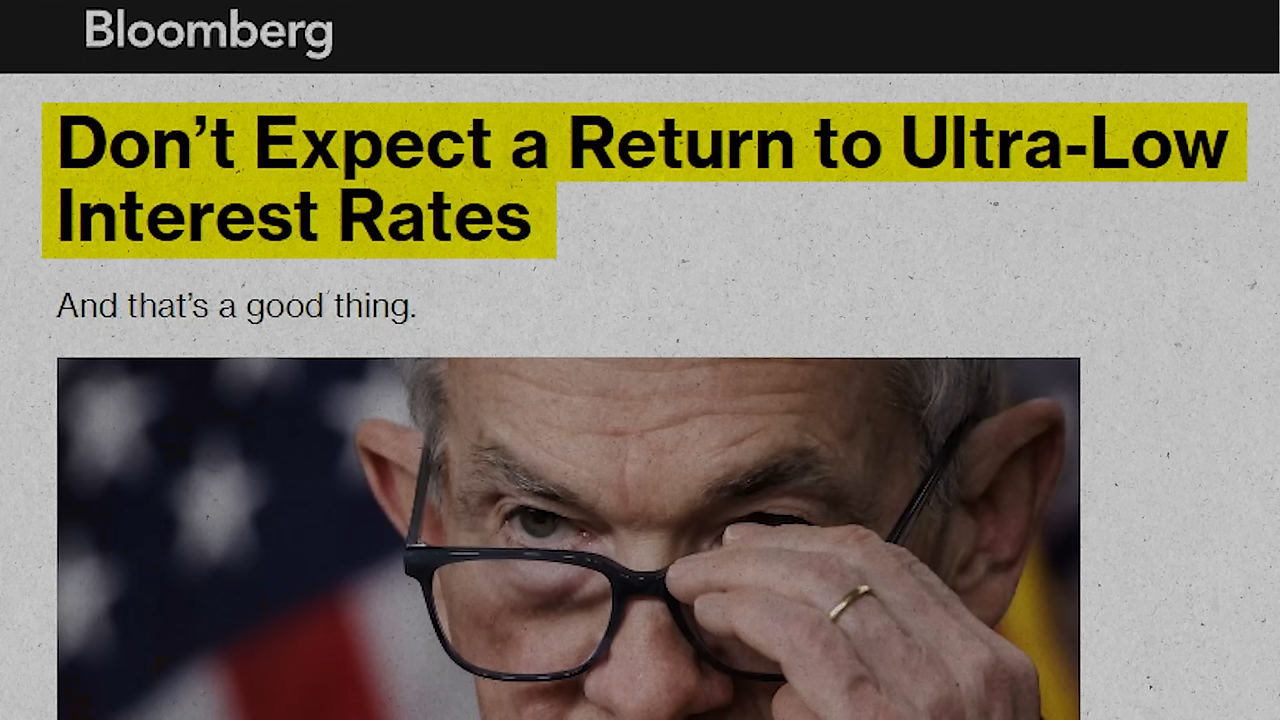 Bloomberg
Don’t Expect a Return to Ultra-Low
Interest Rates
And that’s a good thing.